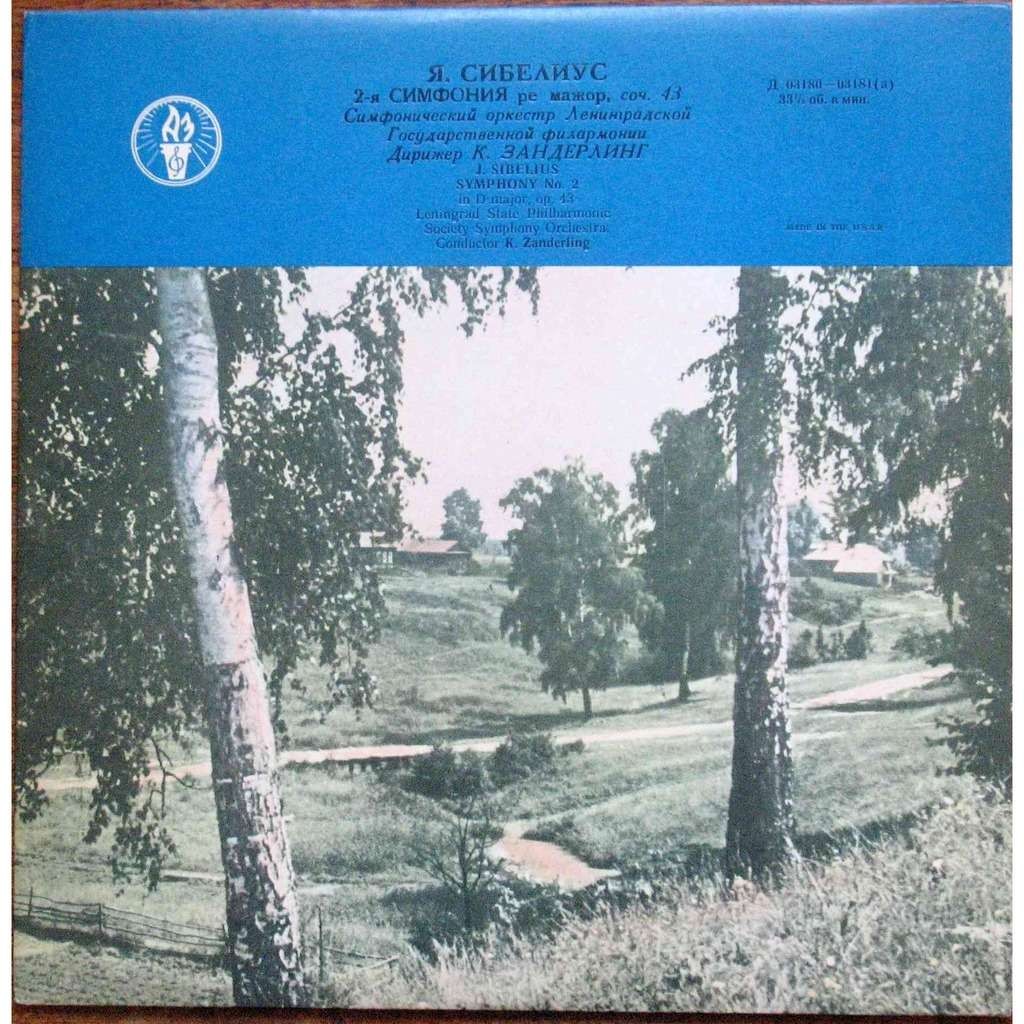 Я. СИБЕЛИУС
2-я СИМФОНИЯ ре мажор, соч. 43
Симфонический оркестр Ленинградской
Государственной филармонии
Дирижер К. ЗАНДЕРЛИНГ
J. SIBELIUS
SYMPHONY No. 2
in D major, op. 43
Leningrad State Philharmonic
Society Symphony Orchestra
Conductor K. Zanderling
Д 03180—03181(а)
33⅓ об. в мин.
MADE IN THE USSR
ДЗ